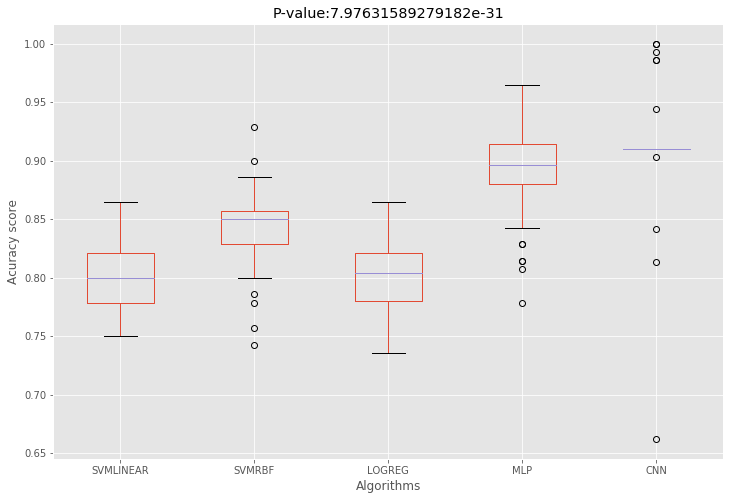 P-value:7.97631589279182e-31
1.00
0.95
0.90
0.85
0.80
0.75
0.70
0.65
Acuracy score
SVMLINEAR SVMRBF LOGREG MLP CNN
Algorithms